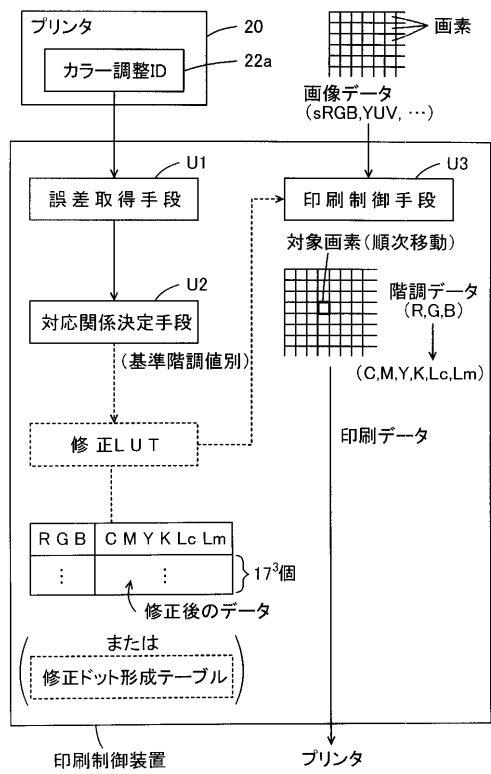 プリンタ
20
カラー調整ID
22a
画素
画像データ
(sRGB,YUV, …)
U1
誤差取得手段
U3
印刷制御手段
対象画素(順次移動)
U2
対応関係決定手段
階調データ
(R,G,B)
(基準階調値別)
(C,M,Y,K,Lc,Lm)
修正LUT
印刷データ
R G B C M Y K Lc Lm
⋮ ⋮
17³個
修正後のデータ
または
修正ドット形成テーブル
印刷制御装置
プリンタ